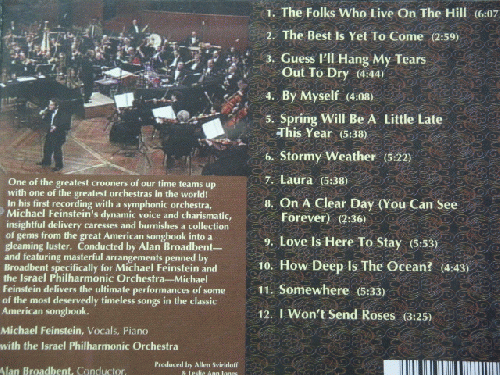 One of the greatest crooners of our time teams up
with one of the greatest orchestras in the world!
In his first recording with a symphonic orchestra,
Michael Feinstein's dynamic voice and charismatic,
insightful delivery caresses and burnishes a collection
of gems from the great American songbook into a
gleaming luster. Conducted by Alan Broadbent—
and featuring masterful arrangements penned by
Broadbent specifically for Michael Feinstein and
the Israel Philharmonic Orchestra—Michael
Feinstein delivers the ultimate performances of some
of the most deservedly timeless songs in the classic
American songbook.
Michael Feinstein, Vocals, Piano
with the Israel Philharmonic Orchestra
Alan Broadbent, Conductor,
Produced by Allen Sviridoff
& Leslie Ann Jones
1. The Folks Who Live On The Hill (6:07
2. The Best Is Yet To Come (2:59)
3. Guess I'll Hang My Tears
Out To Dry (4:44)
4. By Myself (4:08)
5. Spring Will Be A Little Late
This Year (5:38)
6. Stormy Weather (5:22)
7. Laura (5:38)
8. On A Clear Day (You Can See
Forever) (2:36)
9. Love Is Here To Stay (5:53)
10. How Deep Is The Ocean? (4:43)
11. Somewhere (5:33)
12. I Won't Send Roses (3:25)